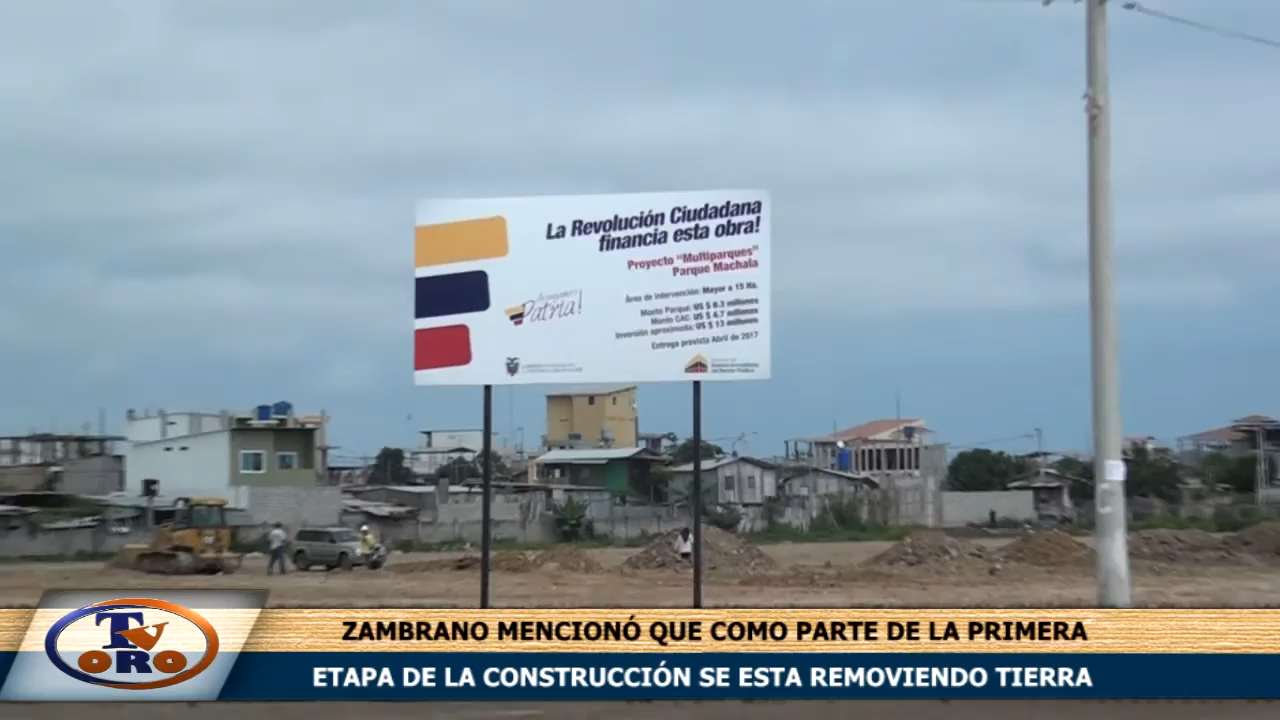 La Revolución Ciudadana
financia esta obra!
Proyecto "Multiparques"
Parque Machala
Área de Intervención: Mayor a 15 Ha.
Monto Parque: US $ 8.3 millones
Monto CAC: US $ 4.7 millones
Inversión aproximada: US $ 13 millones
Entrega prevista Abril de 2017
Patria!
TV
ORO
ZAMBRANO MENCIONÓ QUE COMO PARTE DE LA PRIMERA
ETAPA DE LA CONSTRUCCIÓN SE ESTA REMOVIENDO TIERRA